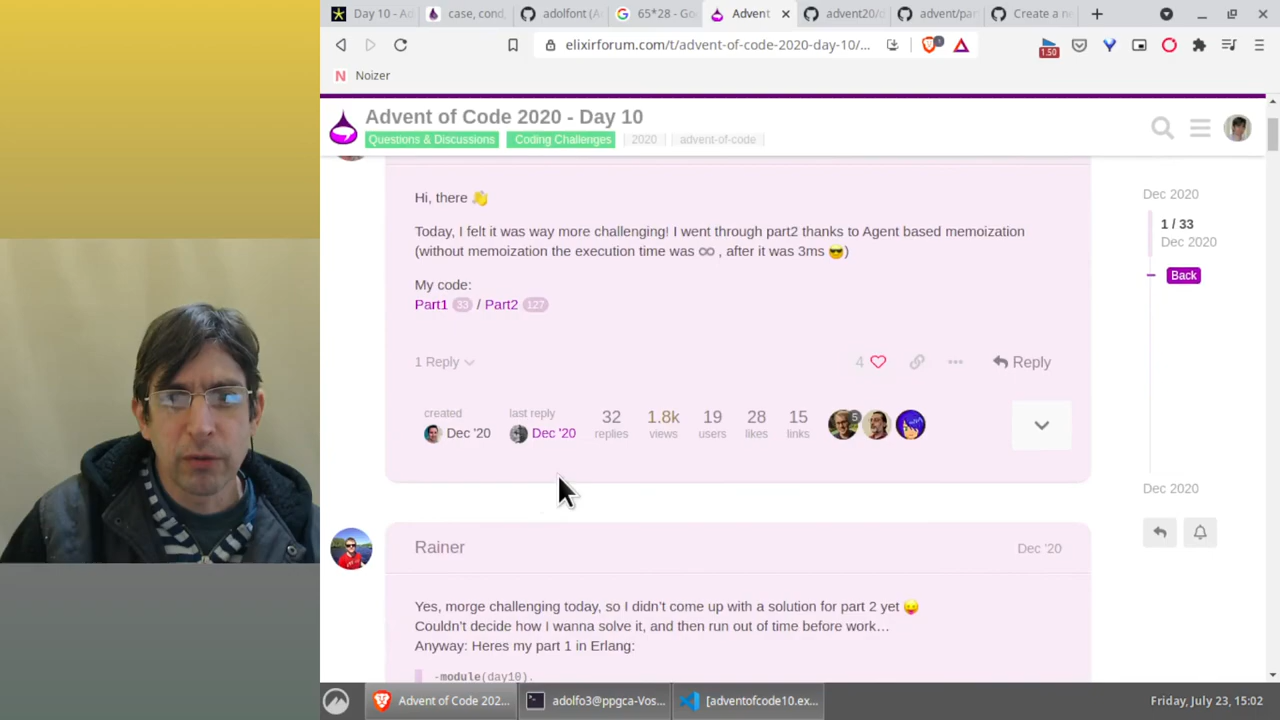 Day 10 - Ad
case, cond,
adolfont (A
65*28 - Go
Advent
advent20/d
advent/par
Create a n
elixirforum.com/t/advent-of-code-2020-day-10/...
1.50
N Noizer
Advent of Code 2020 - Day 10
Questions & Discussions
Coding Challenges
2020
advent-of-code
Hi, there
Today, I felt it was way more challenging! I went through part2 thanks to Agent based memoization
(without memoization the execution time was ∞ , after it was 3ms 😎)
My code:
Part1 33 / Part2 127
1 Reply
4
Reply
created
Dec '20
last reply
Dec '20
32
replies
1.8k
views
19
users
28
likes
15
links
5
Dec 2020
1 / 33
Dec 2020
Back
Dec 2020
Rainer
Dec '20
Yes, morge challenging today, so I didn't come up with a solution for part 2 yet 😛
Couldn't decide how I wanna solve it, and then run out of time before work…
Anyway: Heres my part 1 in Erlang:
-module(day10).
Advent of Code 202...
adolfo3@ppgca-Vos...
[adventofcode10.ex...
Friday, July 23, 15:02